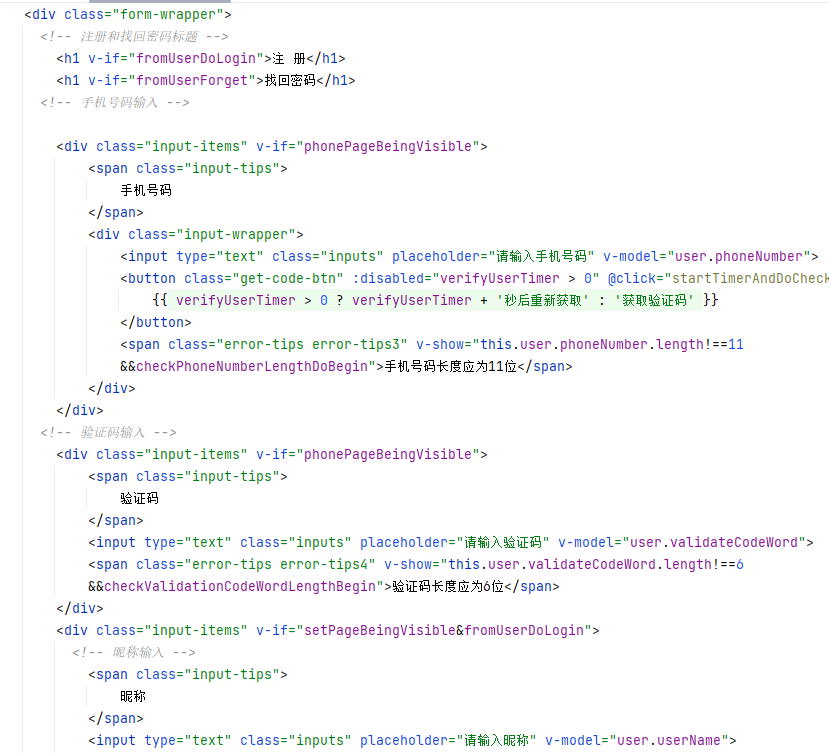 <div class="form-wrapper">
<!-- 注册和找回密码标题 -->
<h1 v-if="fromUserDoLogin">注 册</h1>
<h1 v-if="fromUserForget">找回密码</h1>
<!-- 手机号码输入 -->
<div class="input-items" v-if="phonePageBeingVisible">
<span class="input-tips">
手机号码
</span>
<div class="input-wrapper">
<input type="text" class="inputs" placeholder="请输入手机号码" v-model="user.phoneNumber">
<button class="get-code-btn" :disabled="verifyUserTimer > 0" @click="startTimerAndDoCheck
{{ verifyUserTimer > 0 ? verifyUserTimer + '秒后重新获取' : '获取验证码' }}
</button>
<span class="error-tips error-tips3" v-show="this.user.phoneNumber.length!==11
&&checkPhoneNumberLengthDoBegin">手机号码长度应为11位</span>
</div>
</div>
<!-- 验证码输入 -->
<div class="input-items" v-if="phonePageBeingVisible">
<span class="input-tips">
验证码
</span>
<input type="text" class="inputs" placeholder="请输入验证码" v-model="user.validateCodeWord">
<span class="error-tips error-tips4" v-show="this.user.validateCodeWord.length!==6
&&checkValidationCodeWordLengthBegin">验证码长度应为6位</span>
</div>
<div class="input-items" v-if="setPageBeingVisible&fromUserDoLogin">
<!-- 昵称输入 -->
<span class="input-tips">
昵称
</span>
<input type="text" class="inputs" placeholder="请输入昵称" v-model="user.userName">